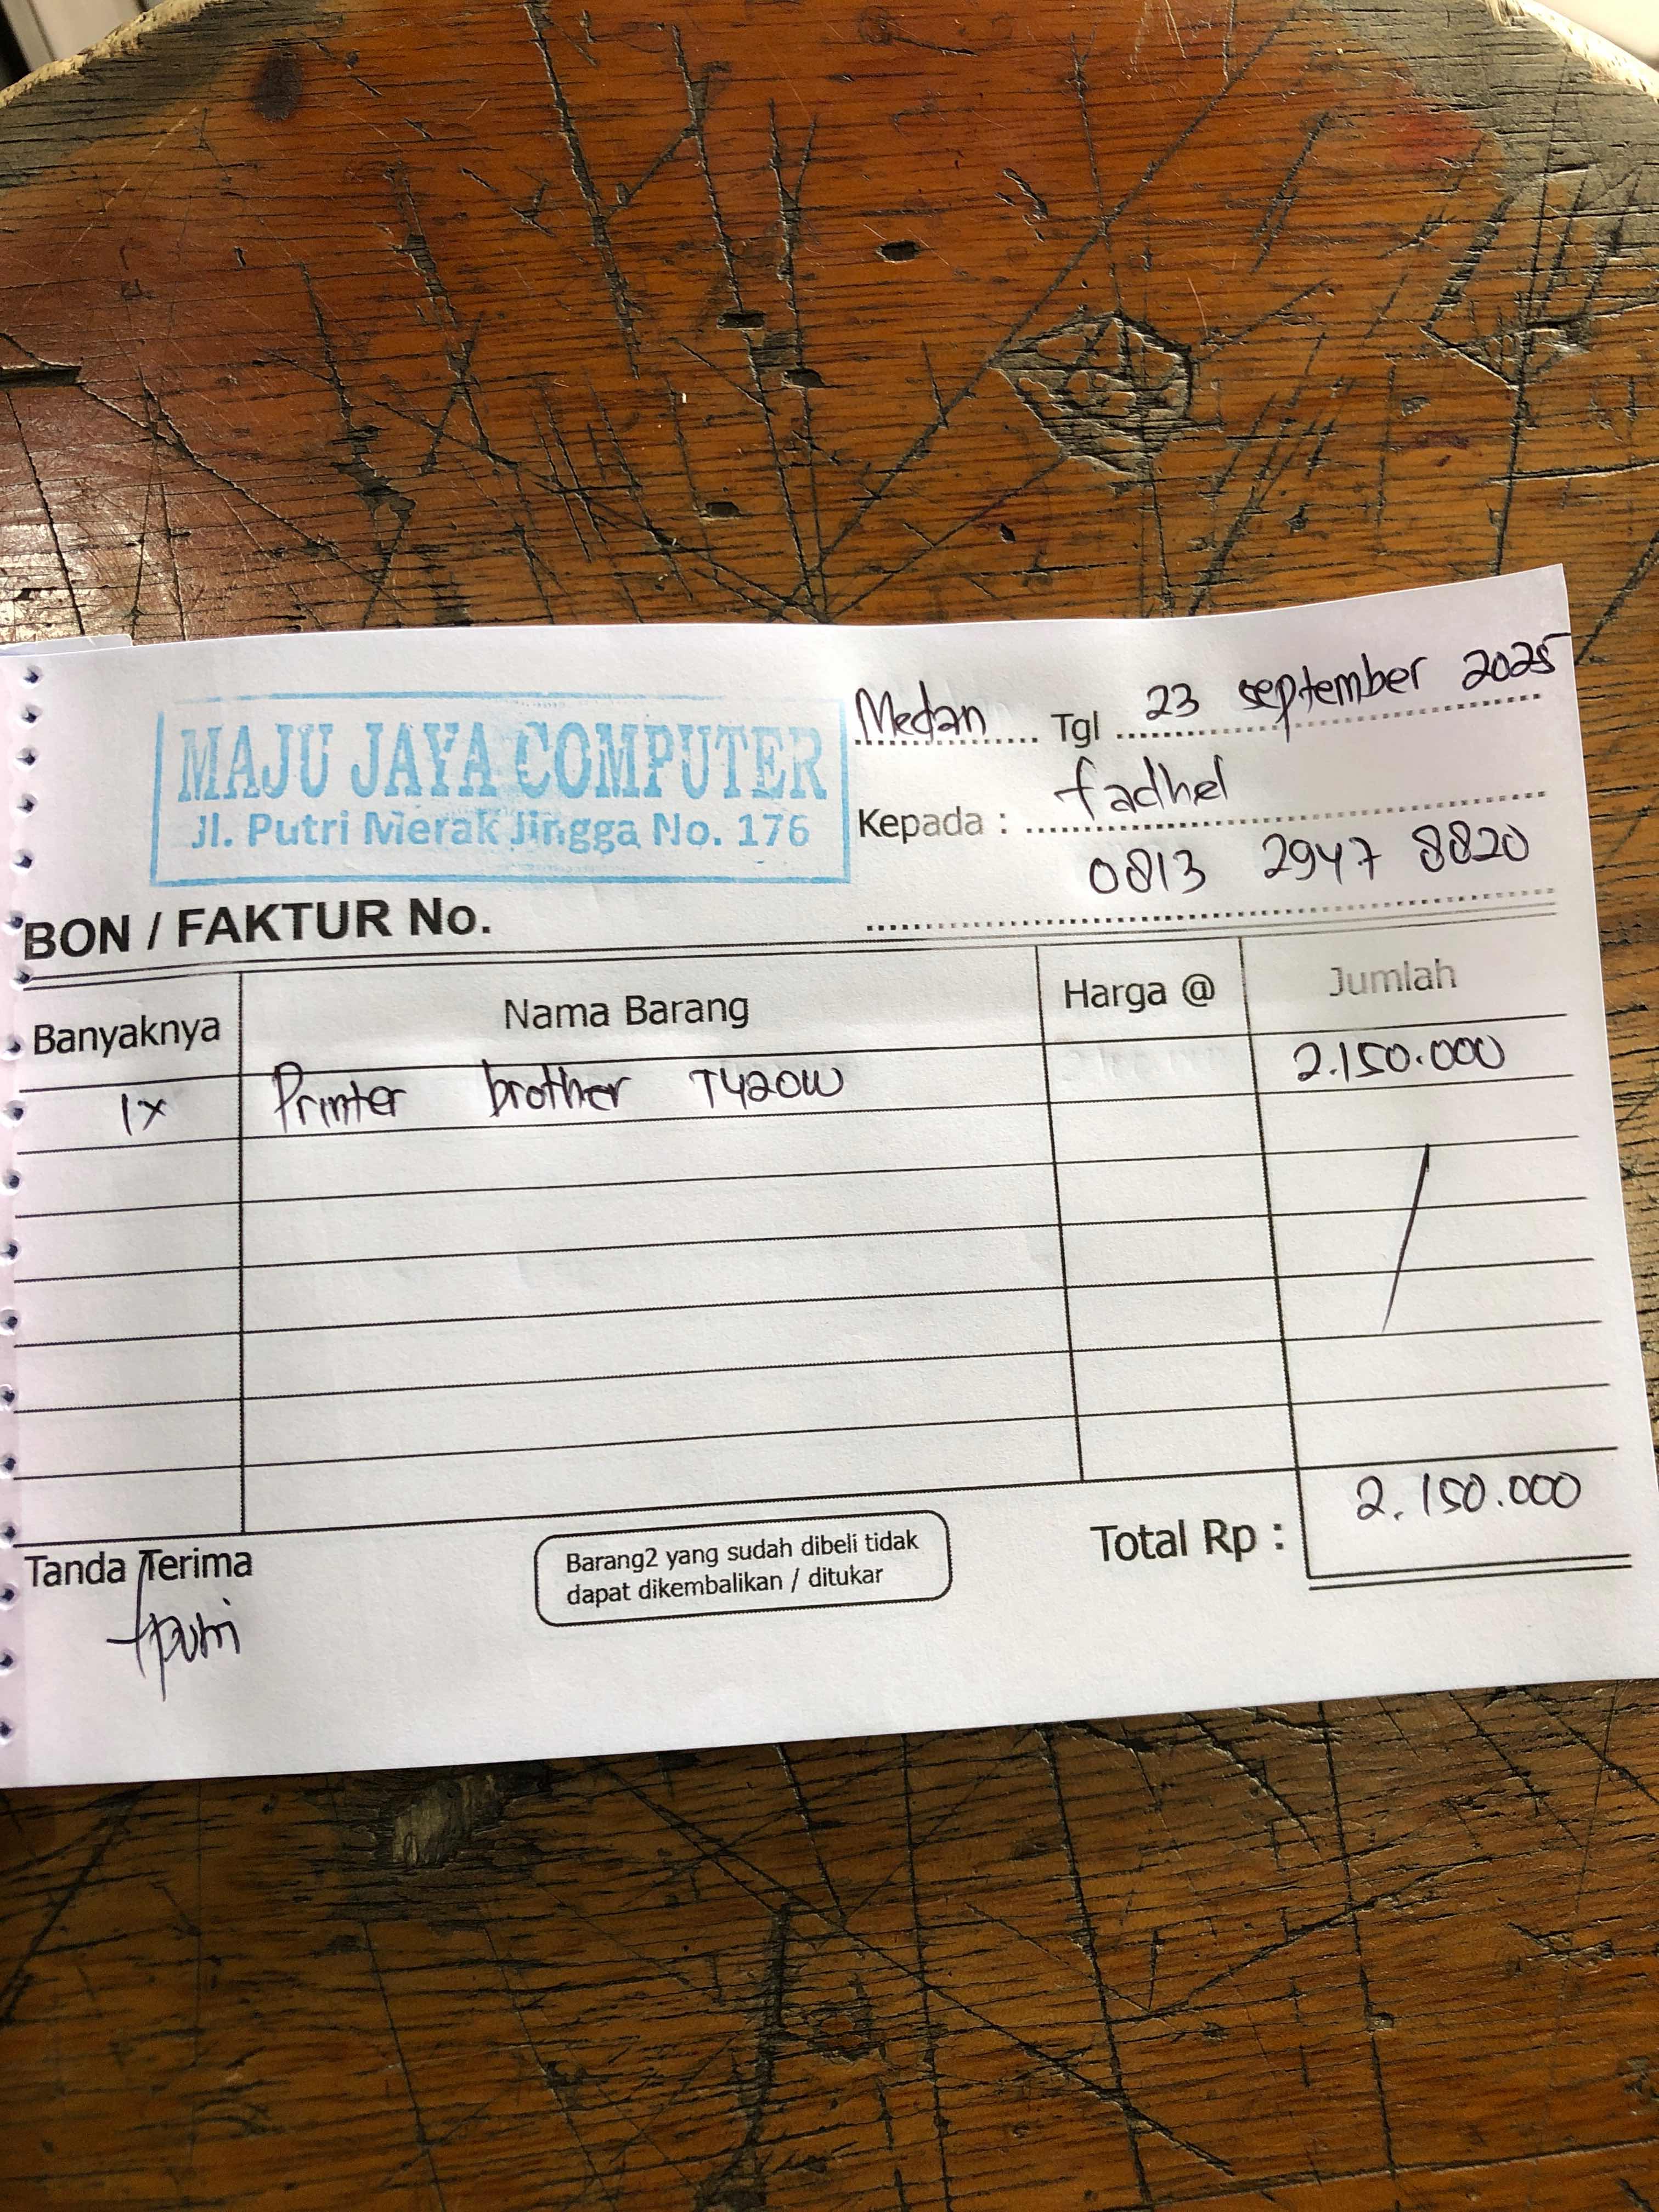 MAJU JAYA COMPUTER
Jl. Putri Merak Jingga No. 176
Medan Tgl 23 september 2025
Kepada : fadhel
0813 2947 8820
BON / FAKTUR No.
Banyaknya Nama Barang Harga @ Jumlah
1x Printer brother T420W 2.150.000
Total Rp : 2.150.000
Tanda Terima
Barang2 yang sudah dibeli tidak
dapat dikembalikan / ditukar